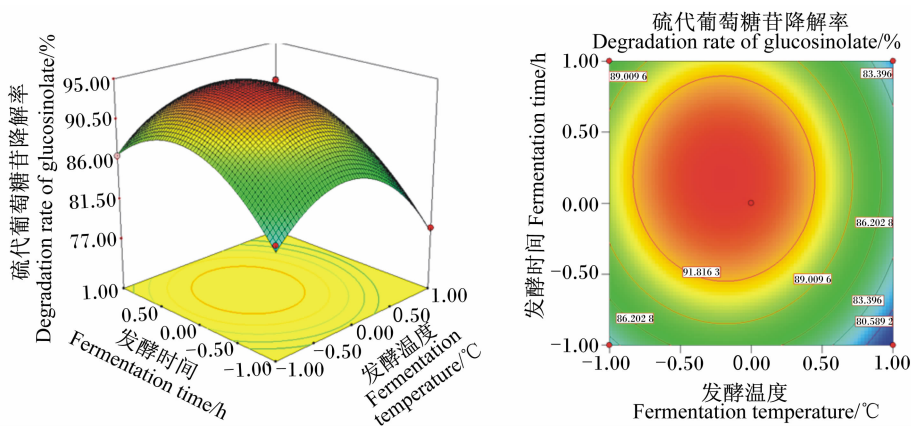 硫代葡萄糖苷降解率/%
Degradation rate of glucosinolate/%
95.00
90.50
86.00
81.50
77.00
1.00
0.50
0.00
−0.50
−1.00
发酵时间
Fermentation time/h
−1.00
−0.50
0.00
0.50
1.00
发酵温度
Fermentation
temperature/℃
硫代葡萄糖苷降解率
Degradation rate of glucosinolate/%
发酵时间 Fermentation time/h
1.00
0.50
0.00
−0.50
−1.00
89.009 6
83.396
86.202 8
91.816 3
89.009 6
83.396
86.202 8
80.589 2
−1.00
−0.50
0.00
0.50
1.00
发酵温度
Fermentation temperature/℃